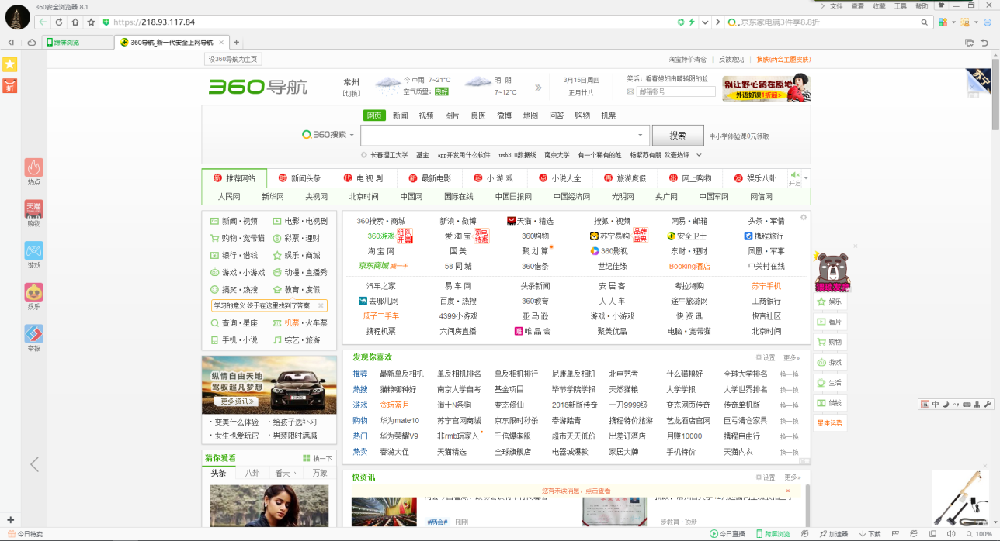 360安全浏览器 8.1
文件 查看 收藏 工具 帮助
https://218.93.117.84
京东家电满3件享8.8折
跨屏浏览
360导航_新一代安全上网导航
设360导航为主页
淘宝特价清仓 反馈意见 换肤(两会主题皮肤)
360导航
常州 [切换]
今 中雨 7~21°C
空气质量: 良好
明 阴
7~12°C
3月15日周四
正月廿八
笑话: 看看媳妇由晴转阴的脸
邮箱帐号
别让野心留在原地
外语好课1折起>
苏宁
网页 新闻 视频 图片 良医 微博 地图 问答 购物 机票
360搜索
搜索
中小学体验课0元领取
长春理工大学 基金 app开发用什么软件 usb3.0数据线 南京大学 有一个稀有的姓 杨紫苏有朋 欧豪热评
推荐网站 新闻头条 电 视 剧 最新电影 小 游 戏 小说大全 旅游度假 网上购物 娱乐八卦 开启
人民网 新华网 央视网 北京时间 中国网 国际在线 中国日报网 中国经济网 光明网 央广网 中国军网 网信网
热点
购物
游戏
娱乐
举报
新闻·视频 电影·电视剧
购物·宽带猫 彩票·理财
银行·借钱 娱乐·商城
游戏·小游戏 动漫·直播秀
搞笑·热搜 教育·度假
学习的意义 终于在这里找到了答案
查询·星座 机票·火车票
手机·小说 综艺·旅游
360搜索·商城 新浪·微博 天猫·精选 搜狐·视频 网易·邮箱 头条·军情
360游戏 组队开黑 爱 淘 宝 家电特惠 360购物 苏宁易购 品牌盛典 安全卫士 携程旅行
淘 宝 网 国 美 聚 划 算 360影视 东财·理财 凤凰·军事
京东商城 减一千 58 同 城 360借条 世纪佳缘 Booking酒店 中关村在线
汽车之家 易 车 网 头条新闻 安 居 客 考拉海购 苏宁手机
去哪儿网 百度·热搜 360教育 人 人 车 途牛旅游网 工商银行
瓜子二手车 4399小游戏 亚 马 逊 游戏·小游戏 快 资 讯 快言社区
携程机票 六间房直播 唯 品 会 聚美优品 电脑·宽带猫 北京时间
娱乐
看片
购物
游戏
生活
借钱
星座运势
纵情自由天地
驾驭超凡梦想
更多资讯»
·变美什么体验 ·给孩子选补习
·女生也爱玩它 ·男装限时满减
发现你喜欢 设置 更多»
推荐 最新单反相机 单反相机排名 单反相机排行 尼康单反相机 北电艺考 什么猫粮好 全球大学排名 换一换
热搜 猫粮哪种好 南京大学自考 基金项目 毕节学院学报 天然猫粮 大学学报 大学世界排名 换一换
游戏 贪玩蓝月 道士N条狗 变态修仙 2018新版传奇 一刀9999级 变态网页传奇 传奇单机版 换一换
购物 华为mate10 苏宁官网商城 京东限时秒杀 春游踏青 携程特价旅游 艺龙酒店官网 巨亏清仓家具 换一换
热门 华为荣耀V9 非rmb玩家入 千倍爆率服 超市天天低价 出差订酒店 月赚10000 携程自由行 换一换
热卖 春游大促 天猫精选 全球旗舰店 电器被爆款 家居大牌 手机特价 天猫内衣 换一换
猜你爱看 换一下
头条 八卦 看天下 万象
快资讯 设置 更多»
您有未读消息，点击查看
#两会# 刚刚
一步教育·顶新
中
今日特卖
今日直播 跨屏浏览 加速器 下载 100%